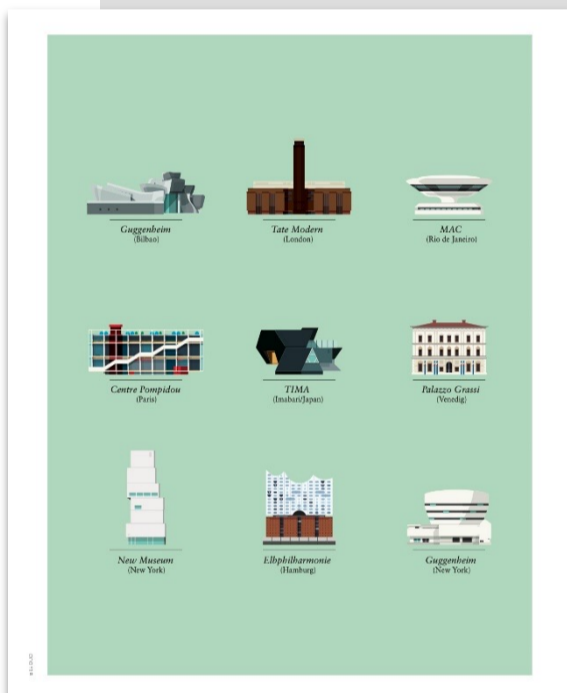 Guggenheim
(Bilbao)
Tate Modern
(London)
MAC
(Rio de Janeiro)
Centre Pompidou
(Paris)
TIMA
(Imabari/Japan)
Palazzo Grassi
(Venedig)
New Museum
(New York)
Elbphilharmonie
(Hamburg)
Guggenheim
(New York)